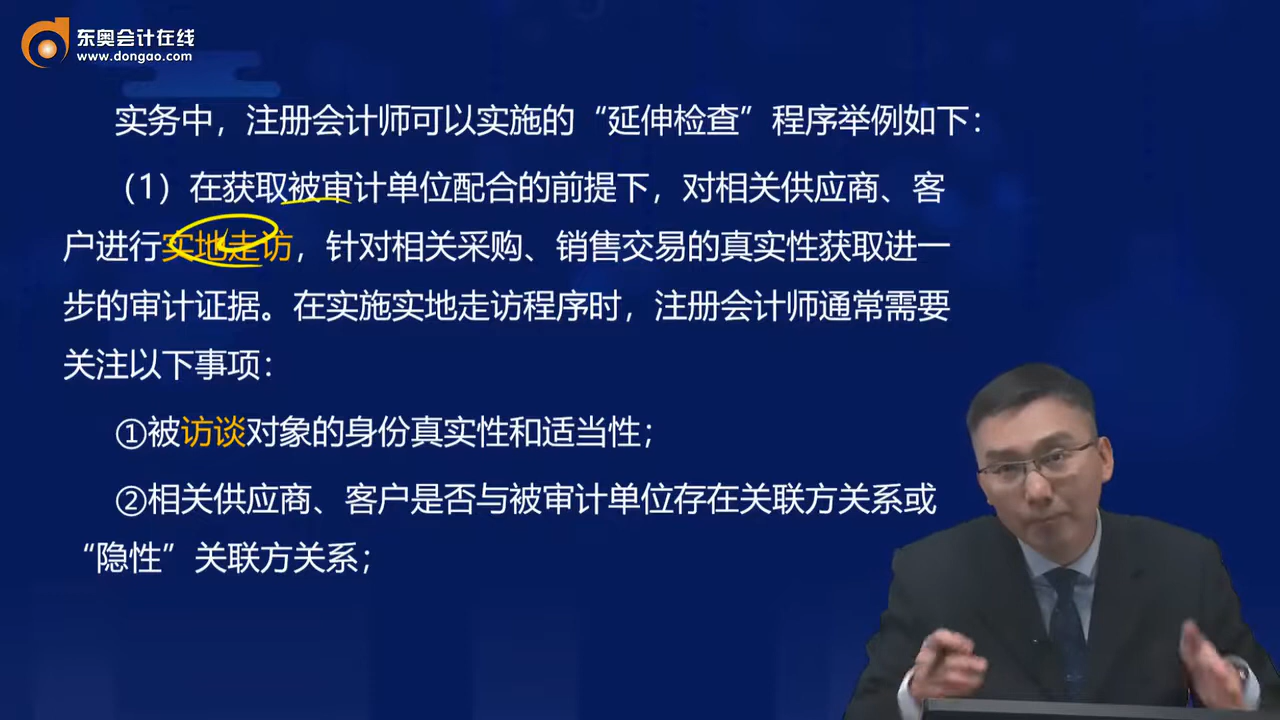 东奥会计在线
www.dongao.com
实务中，注册会计师可以实施的“延伸检查”程序举例如下：
（1）在获取被审计单位配合的前提下，对相关供应商、客
户进行实地走访，针对相关采购、销售交易的真实性获取进一
步的审计证据。在实施实地走访程序时，注册会计师通常需要
关注以下事项：
①被访谈对象的身份真实性和适当性；
②相关供应商、客户是否与被审计单位存在关联方关系或
“隐性”关联方关系；